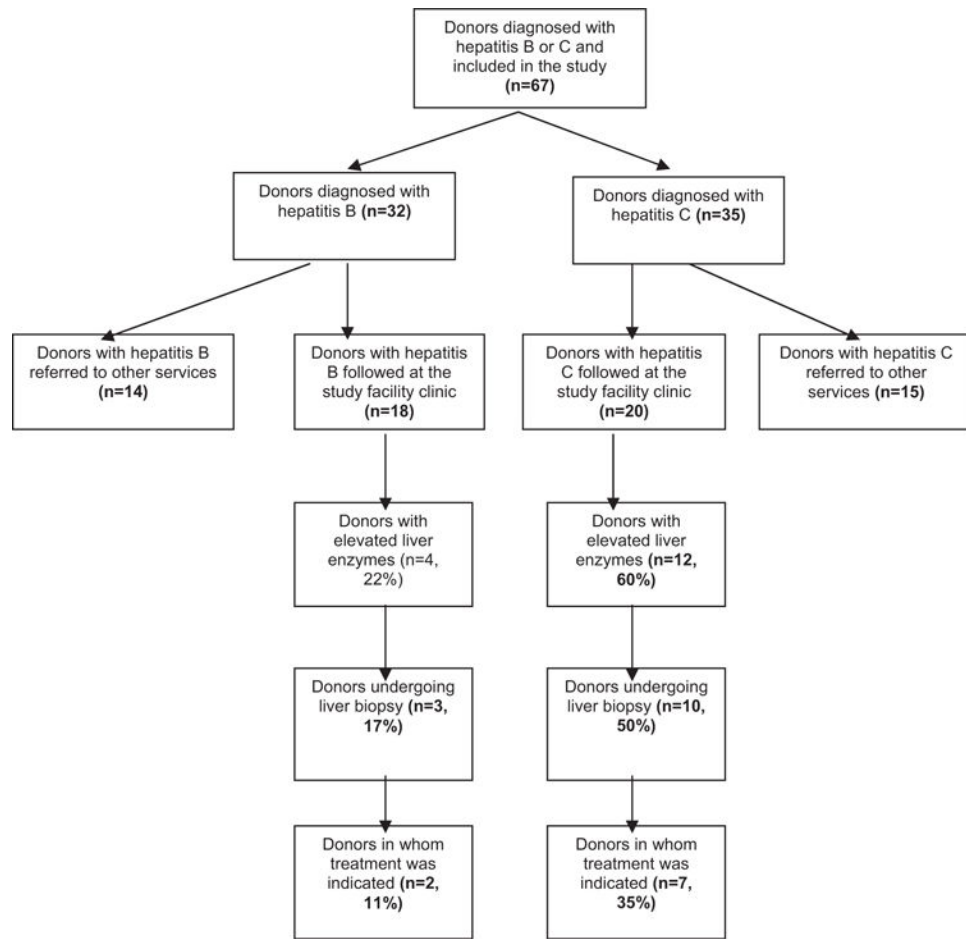 Donors diagnosed with
hepatitis B or C and
included in the study
(n=67)
Donors diagnosed with
hepatitis B (n=32)
Donors diagnosed with
hepatitis C (n=35)
Donors with hepatitis B
referred to other services
(n=14)
Donors with hepatitis
B followed at the
study facility clinic
(n=18)
Donors with hepatitis
C followed at the
study facility clinic
(n=20)
Donors with hepatitis C
referred to other
services (n=15)
Donors with
elevated liver
enzymes (n=4,
22%)
Donors with
elevated liver
enzymes (n=12,
60%)
Donors undergoing
liver biopsy (n=3,
17%)
Donors undergoing
liver biopsy (n=10,
50%)
Donors in whom
treatment was
indicated (n=2,
11%)
Donors in whom
treatment was
indicated (n=7,
35%)